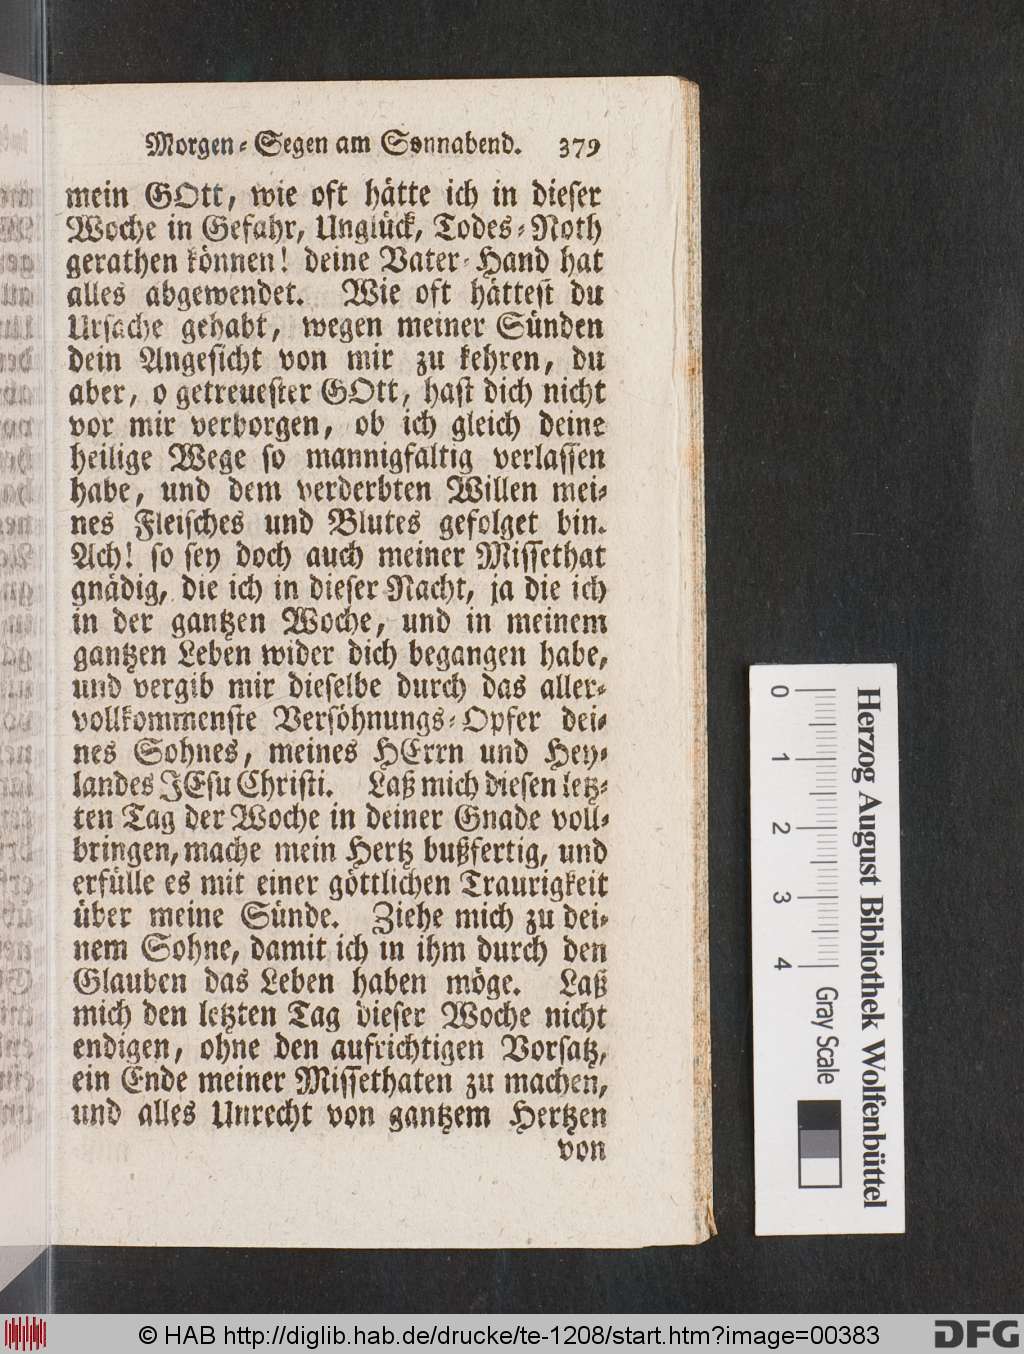 Morgen-Segen am Sonnabend. 379
mein GOtt, wie oft hätte ich in dieser
Woche in Gefahr, Unglück, Todes-Noth
gerathen können! deine Vater-Hand hat
alles abgewendet. Wie oft hättest du
Ursache gehabt, wegen meiner Sünden
dein Angesicht von mir zu kehren, du
aber, o getreuester GOtt, hast dich nicht
vor mir verborgen, ob ich gleich deine
heilige Wege so mannigfaltig verlassen
habe, und dem verderbten Willen mei-
nes Fleisches und Blutes gefolget bin.
Ach! so sey doch auch meiner Missethat
gnädig, die ich in dieser Nacht, ja die ich
in der gantzen Woche, und in meinem
gantzen Leben wider dich begangen habe,
und vergib mir dieselbe durch das aller-
vollkommenste Versöhnungs-Opfer dei-
nes Sohnes, meines HErrn und Hey-
landes JEsu Christi. Laß mich diesen letz-
ten Tag der Woche in deiner Gnade voll-
bringen, mache mein Hertz bußfertig, und
erfülle es mit einer göttlichen Traurigkeit
über meine Sünde. Ziehe mich zu dei-
nem Sohne, damit ich in ihm durch den
Glauben das Leben haben möge. Laß
mich den letzten Tag dieser Woche nicht
endigen, ohne den aufrichtigen Vorsatz,
ein Ende meiner Missethaten zu machen,
und alles Unrecht von gantzem Hertzen
von
0 1 2 3 4 Gray Scale
Herzog August Bibliothek Wolfenbüttel
© HAB http://diglib.hab.de/drucke/te-1208/start.htm?image=00383
DFG